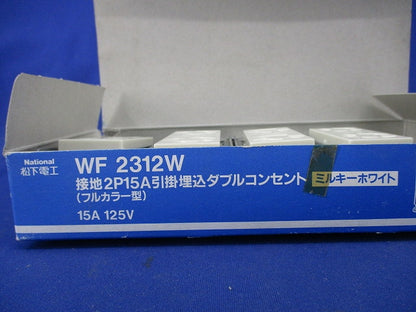 National
松下電工
WF 2312W
接地2P15A引掛埋込ダブルコンセント ミルキーホワイト
(フルカラー型)
15A 125V